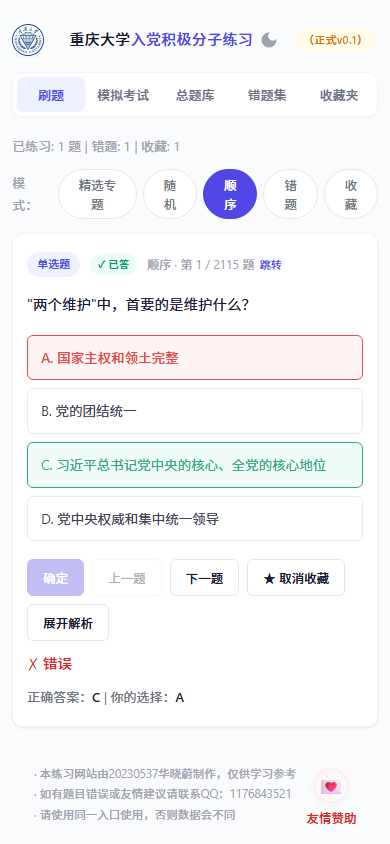 重庆大学入党积极分子练习 （正式v0.1）
刷题 模拟考试 总题库 错题集 收藏夹
已练习: 1 题 | 错题: 1 | 收藏: 1
模式：
精选专题 随机 顺序 错题 收藏
单选题 ✓ 已答 顺序 · 第 1 / 2115 题 跳转
"两个维护"中，首要的是维护什么？
A. 国家主权和领土完整
B. 党的团结统一
C. 习近平总书记党中央的核心、全党的核心地位
D. 党中央权威和集中统一领导
确定 上一题 下一题 ★ 取消收藏
展开解析
✗ 错误
正确答案：C | 你的选择：A
· 本练习网站由20230537华晓蔚制作，仅供学习参考
· 如有题目错误或友情建议请联系QQ：1176843521
· 请使用同一入口使用，否则数据会不同
友情赞助